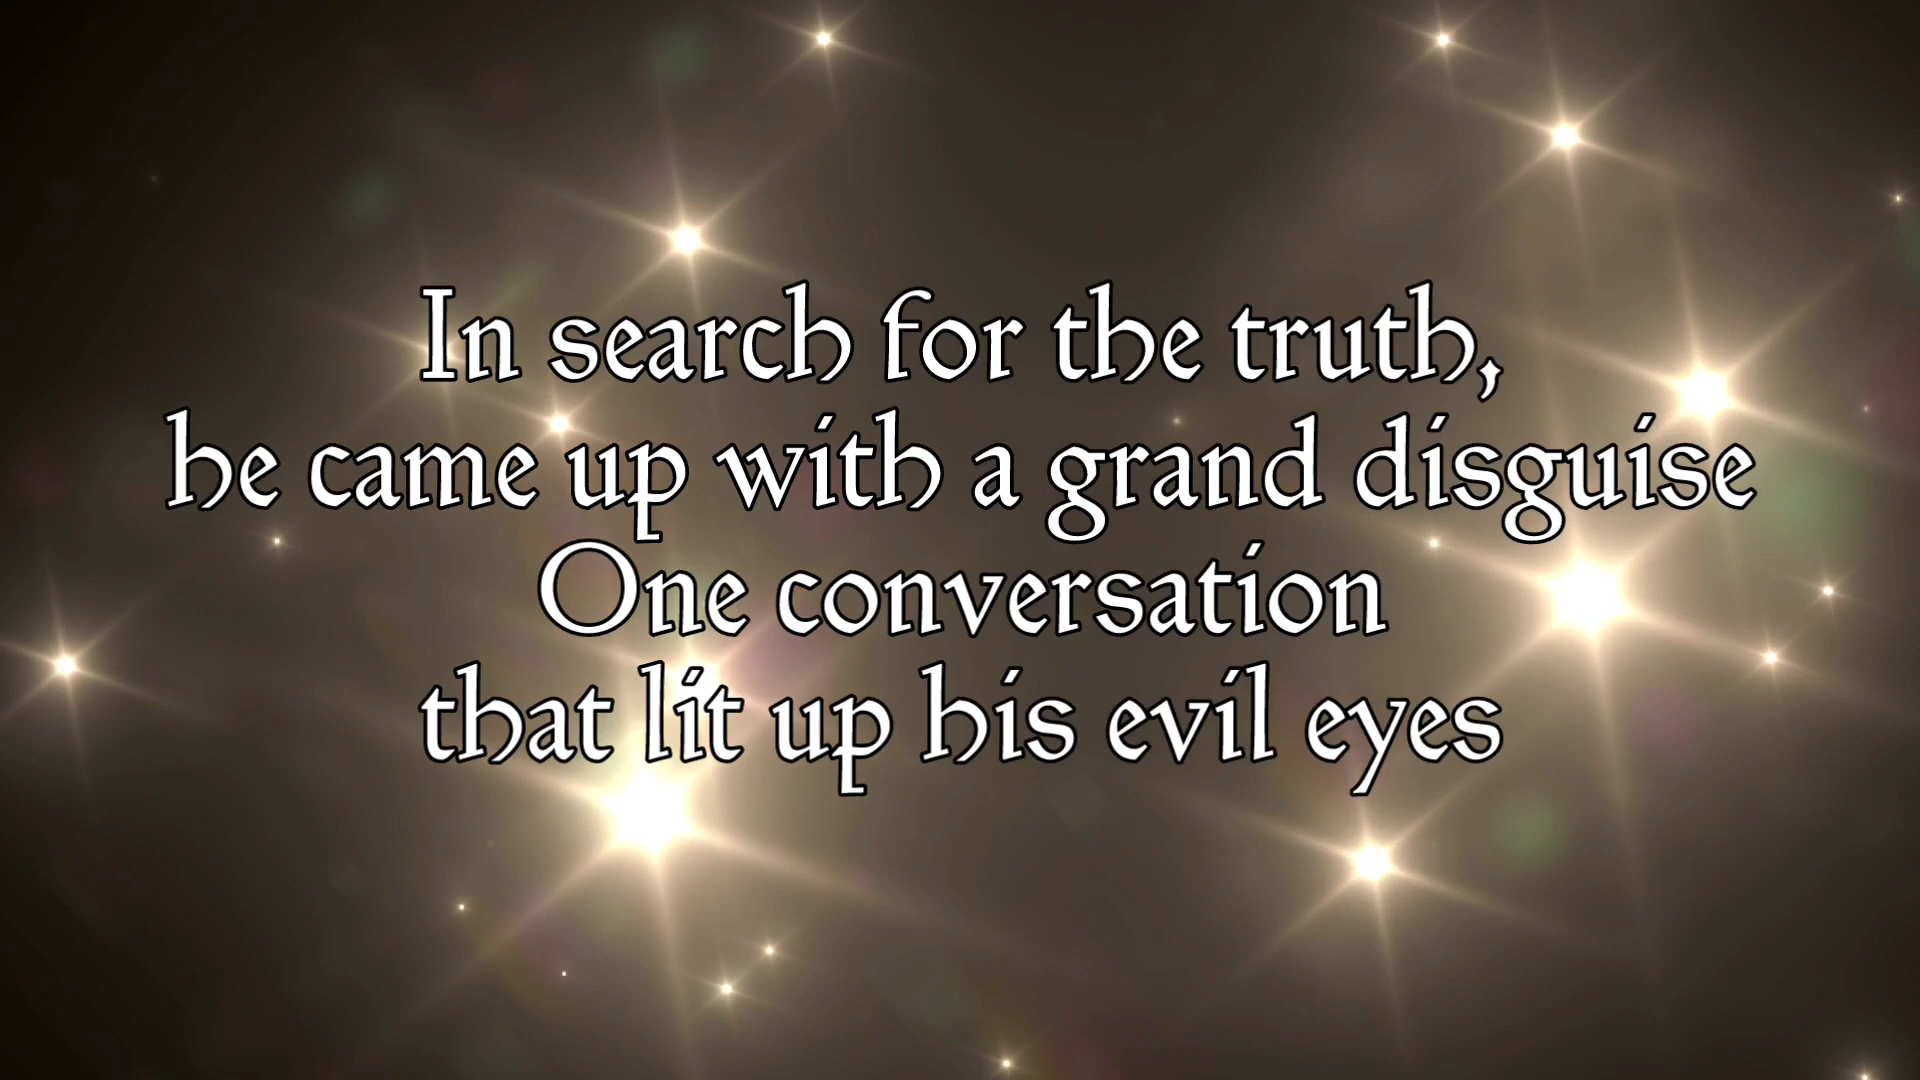 In search for the truth,
he came up with a grand disguise
One conversation
that lit up his evil eyes